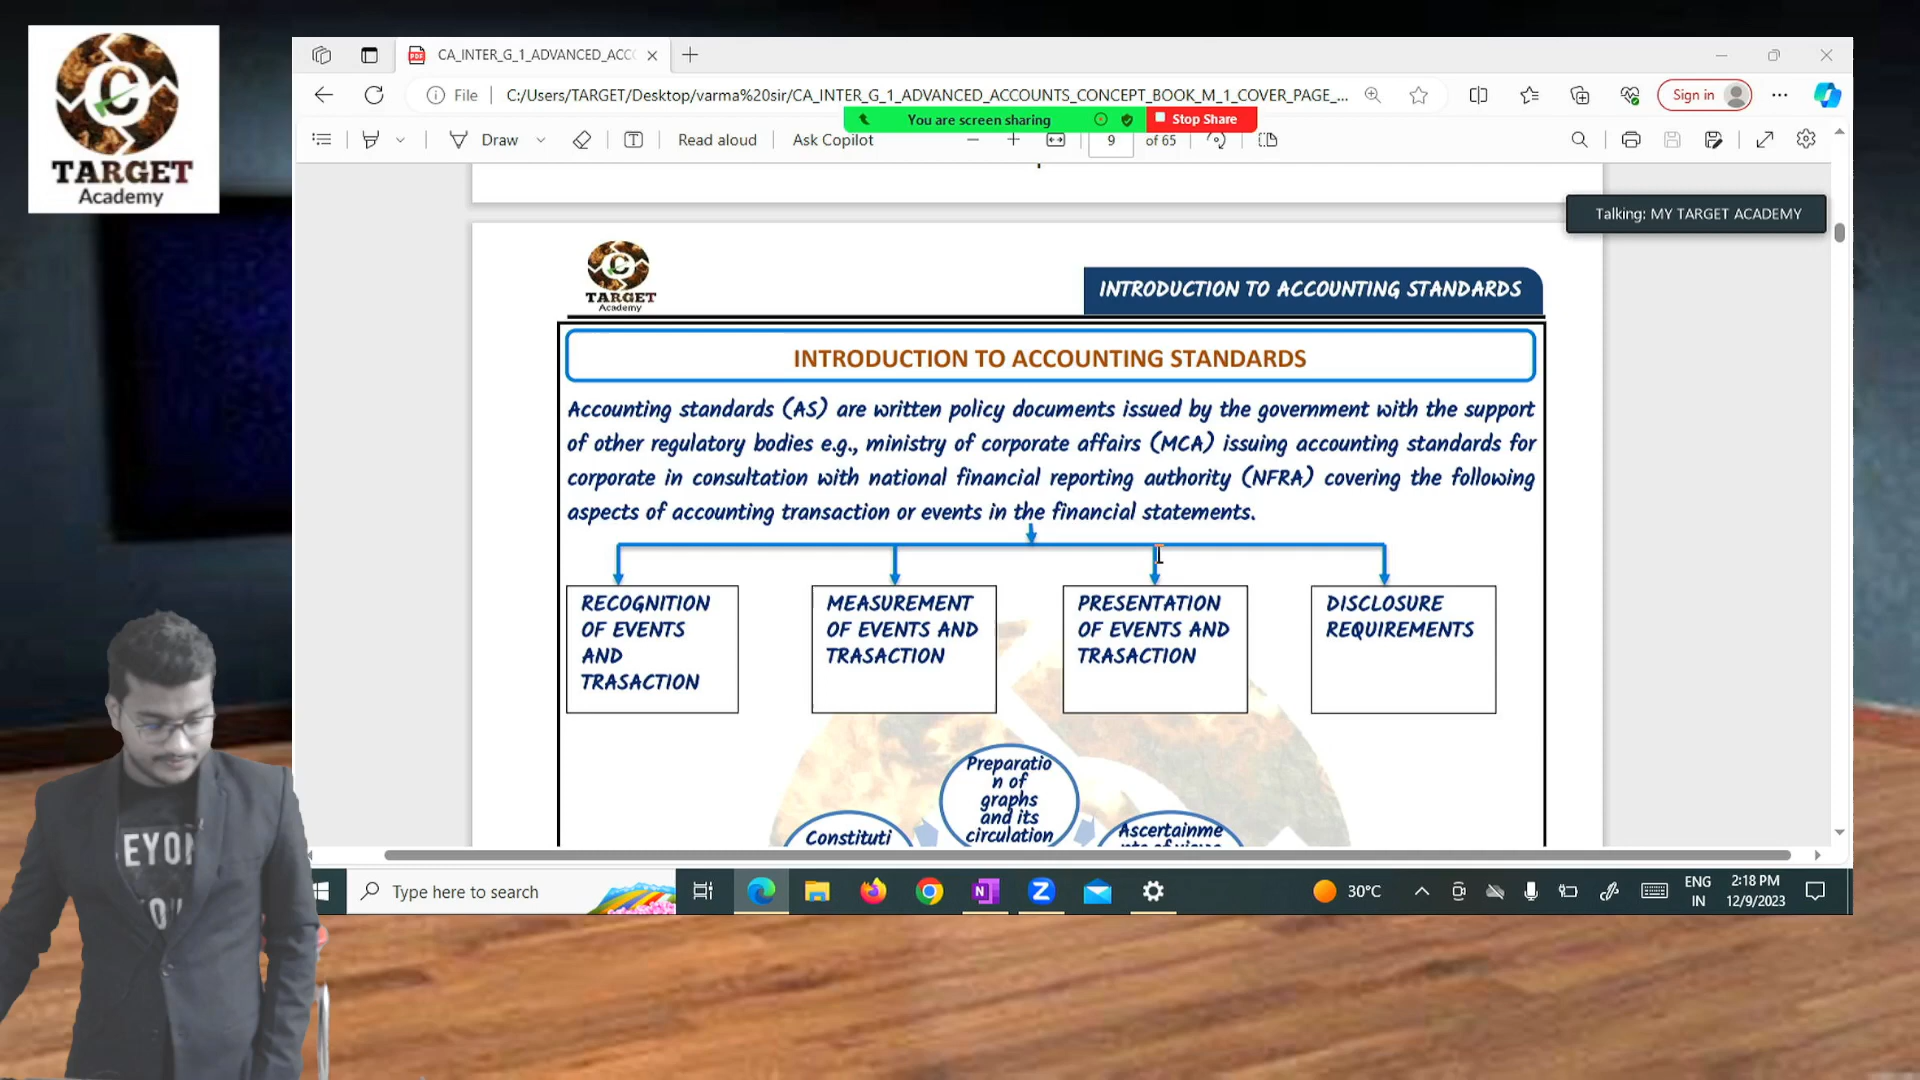 TARGET
Academy
CA_INTER_G_1_ADVANCED_ACCC
File
C:/Users/TARGET/Desktop/varma%20sir/CA_INTER_G_1_ADVANCED_ACCOUNTS_CONCEPT_BOOK_M_1_COVER_PAGE_...
Sign in
You are screen sharing
Stop Share
Draw
Read aloud
Ask Copilot
9
of 65
Talking: MY TARGET ACADEMY
TARGET
Academy
INTRODUCTION TO ACCOUNTING STANDARDS
INTRODUCTION TO ACCOUNTING STANDARDS
Accounting standards (AS) are written policy documents issued by the government with the support
of other regulatory bodies e.g., ministry of corporate affairs (MCA) issuing accounting standards for
corporate in consultation with national financial reporting authority (NFRA) covering the following
aspects of accounting transaction or events in the financial statements.
RECOGNITION
OF EVENTS
AND
TRASACTION
MEASUREMENT
OF EVENTS AND
TRASACTION
PRESENTATION
OF EVENTS AND
TRASACTION
DISCLOSURE
REQUIREMENTS
Preparatio
n of
graphs
and its
circulation
Constituti
Ascertainme
EYON
YOU
Type here to search
30°C
ENG
IN
2:18 PM
12/9/2023